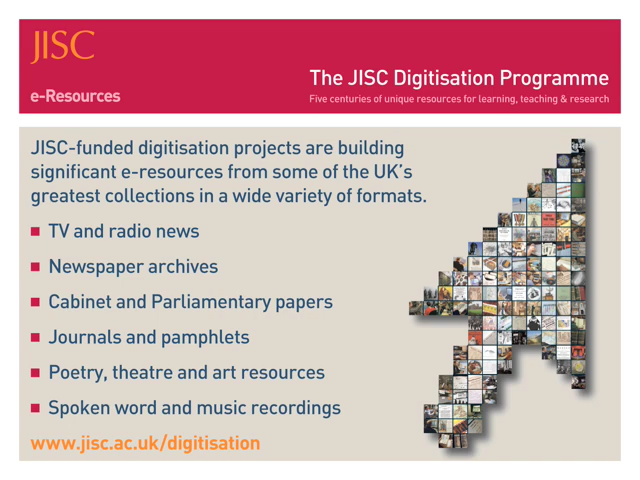 JISC
e-Resources
The JISC Digitisation Programme
Five centuries of unique resources for learning, teaching & research
JISC-funded digitisation projects are building
significant e-resources from some of the UK's
greatest collections in a wide variety of formats.
TV and radio news
Newspaper archives
Cabinet and Parliamentary papers
Journals and pamphlets
Poetry, theatre and art resources
Spoken word and music recordings
www.jisc.ac.uk/digitisation